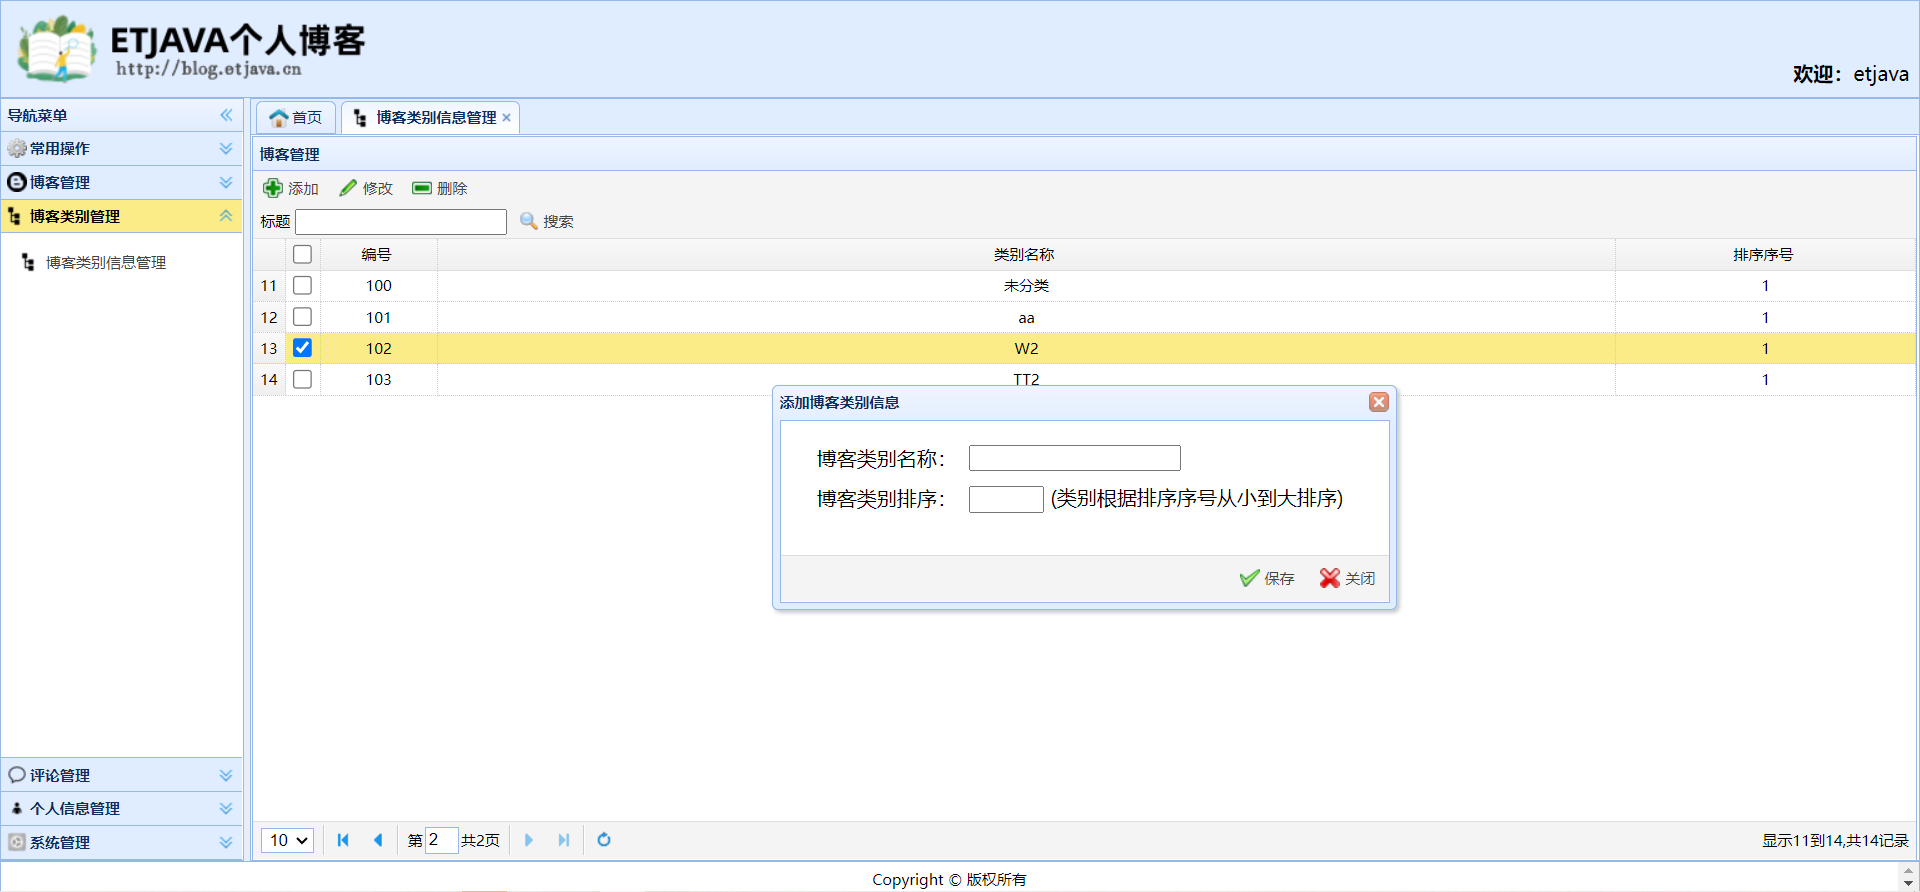 ETJAVA个人博客
http://blog.etjava.cn
欢迎：etjava
导航菜单
常用操作
博客管理
博客类别管理
博客类别信息管理
评论管理
个人信息管理
系统管理
首页 博客类别信息管理
博客管理
添加 修改 删除
标题 搜索
编号 类别名称 排序序号
11 100 未分类 1
12 101 aa 1
13 102 W2 1
14 103 TT2 1
添加博客类别信息
博客类别名称：
博客类别排序： (类别根据排序序号从小到大排序)
保存 关闭
10 第 2 共2页 显示11到14,共14记录
Copyright © 版权所有